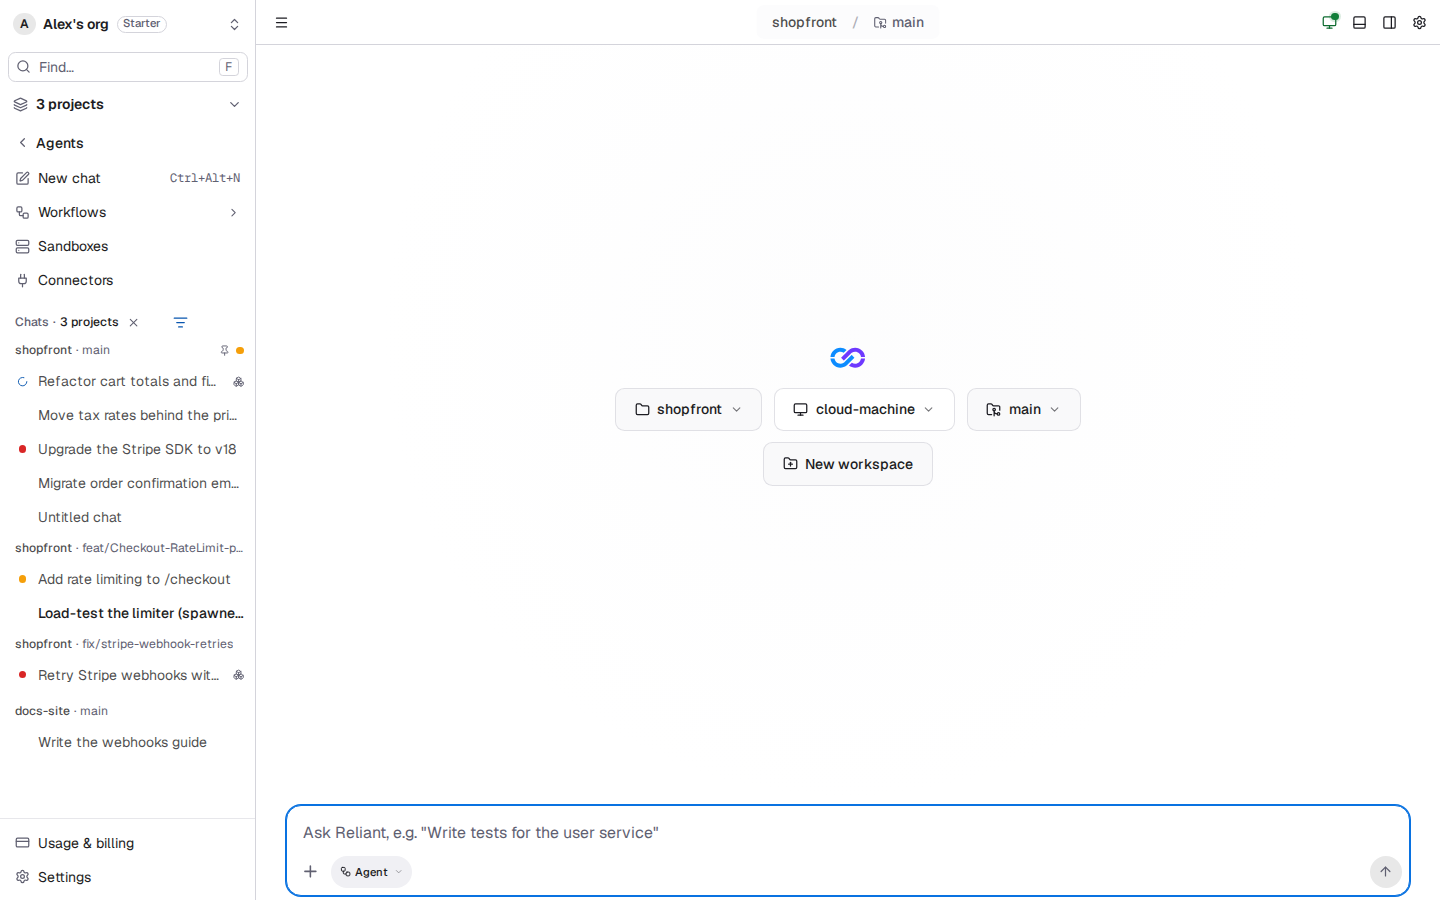 A Alex's org Starter
Find... F
3 projects
Agents
New chat Ctrl+Alt+N
Workflows
Sandboxes
Connectors
Chats · 3 projects
shopfront · main
Refactor cart totals and fi...
Move tax rates behind the pri...
Upgrade the Stripe SDK to v18
Migrate order confirmation em...
Untitled chat
shopfront · feat/Checkout-RateLimit-p...
Add rate limiting to /checkout
Load-test the limiter (spawne...
shopfront · fix/stripe-webhook-retries
Retry Stripe webhooks wit...
docs-site · main
Write the webhooks guide
Usage & billing
Settings
shopfront / main
shopfront cloud-machine main
New workspace
Ask Reliant, e.g. "Write tests for the user service"
Agent